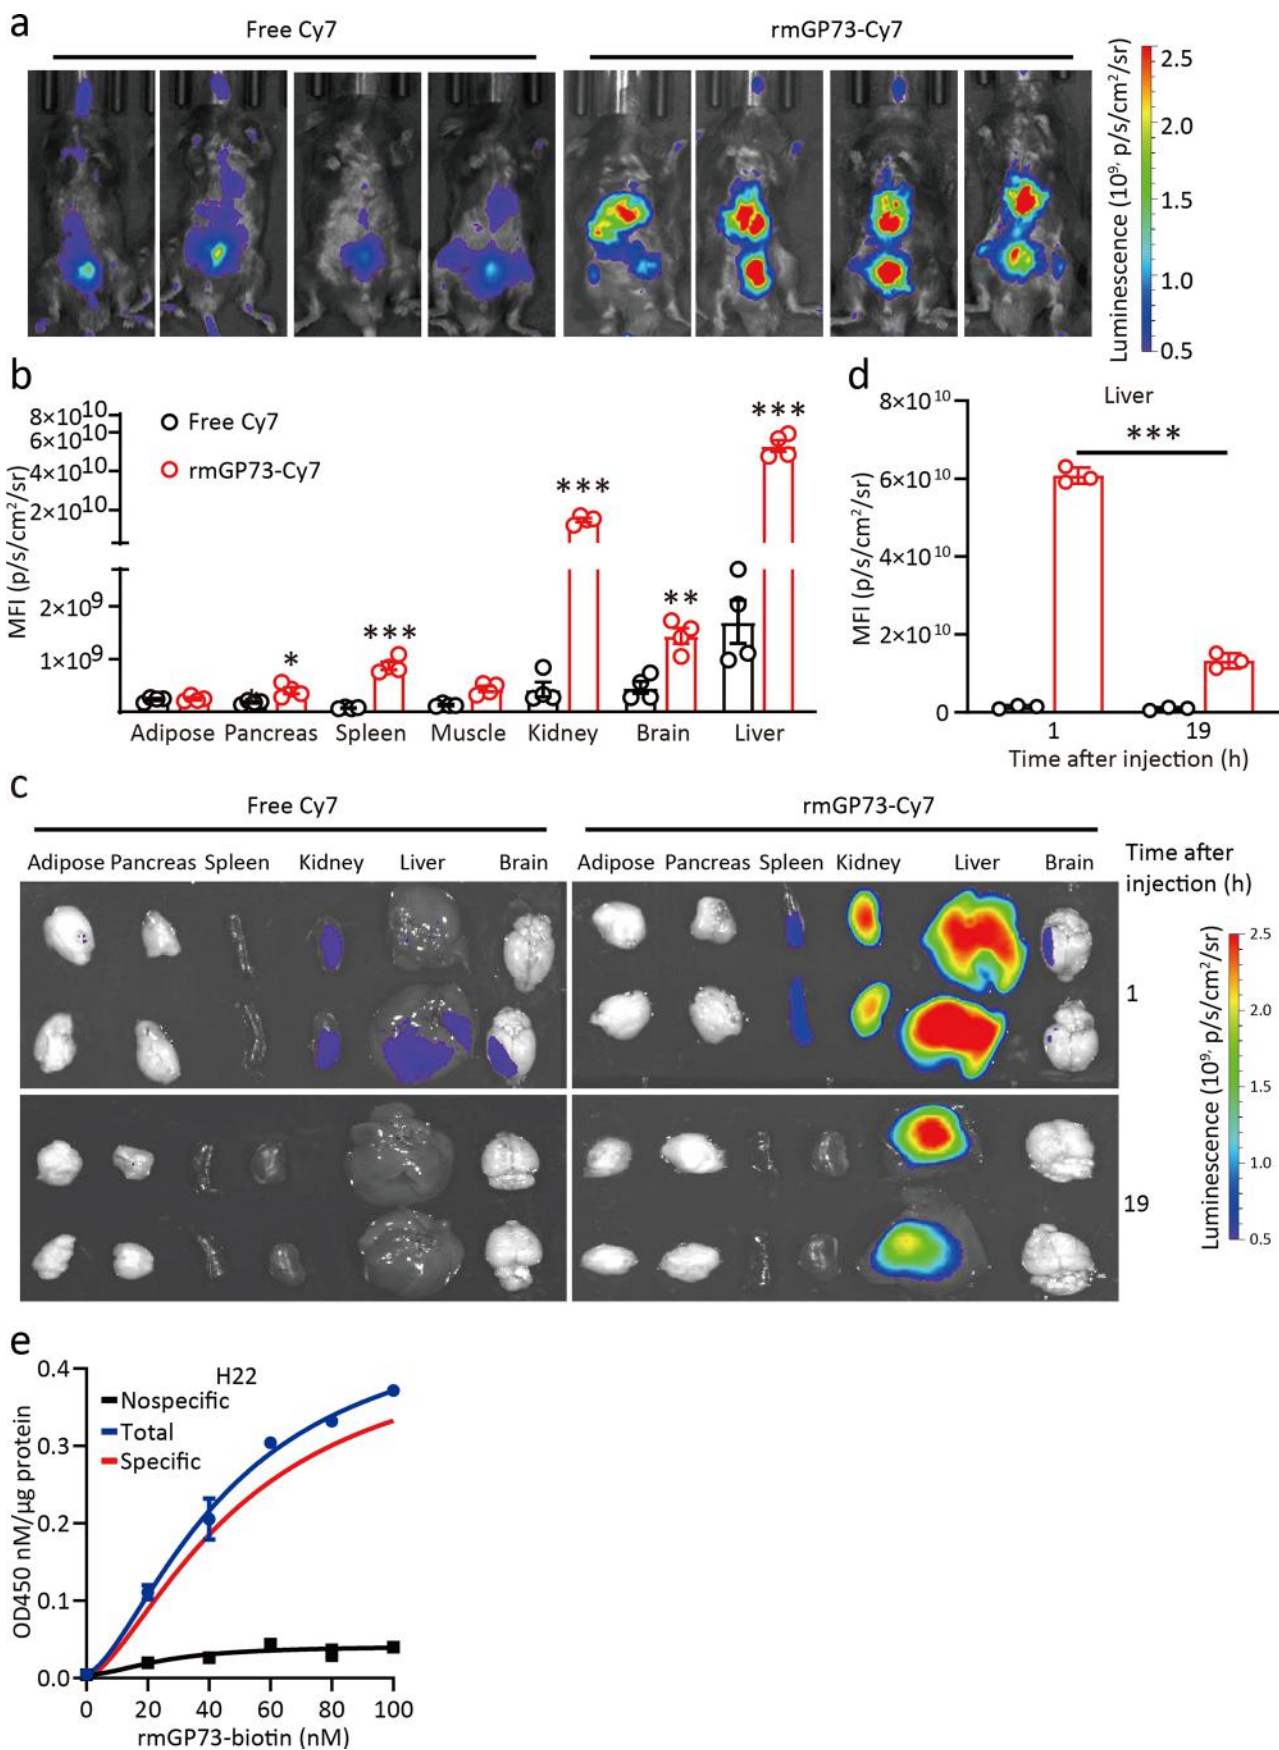 a
Free Cy7
rmGP73-Cy7
Luminescence (10⁹, p/s/cm²/sr)
2.5
2.0
1.5
1.0
0.5
b
MFI (p/s/cm²/sr)
8×10¹⁰
6×10¹⁰
4×10¹⁰
2×10¹⁰
2×10⁹
1×10⁹
Free Cy7
rmGP73-Cy7
*
***
***
**
***
Adipose Pancreas Spleen Muscle Kidney Brain Liver
d
Liver
***
MFI (p/s/cm²/sr)
8×10¹⁰
6×10¹⁰
4×10¹⁰
2×10¹⁰
0
1 19
Time after injection (h)
c
Free Cy7
rmGP73-Cy7
Adipose Pancreas Spleen Kidney Liver Brain
Adipose Pancreas Spleen Kidney Liver Brain
Time after
injection (h)
1
19
Luminescence (10⁹, p/s/cm²/sr)
2.5
2.0
1.5
1.0
0.5
e
H22
Nospecific
Total
Specific
OD450 nM/µg protein
0.4
0.3
0.2
0.1
0.0
0 20 40 60 80 100
rmGP73-biotin (nM)